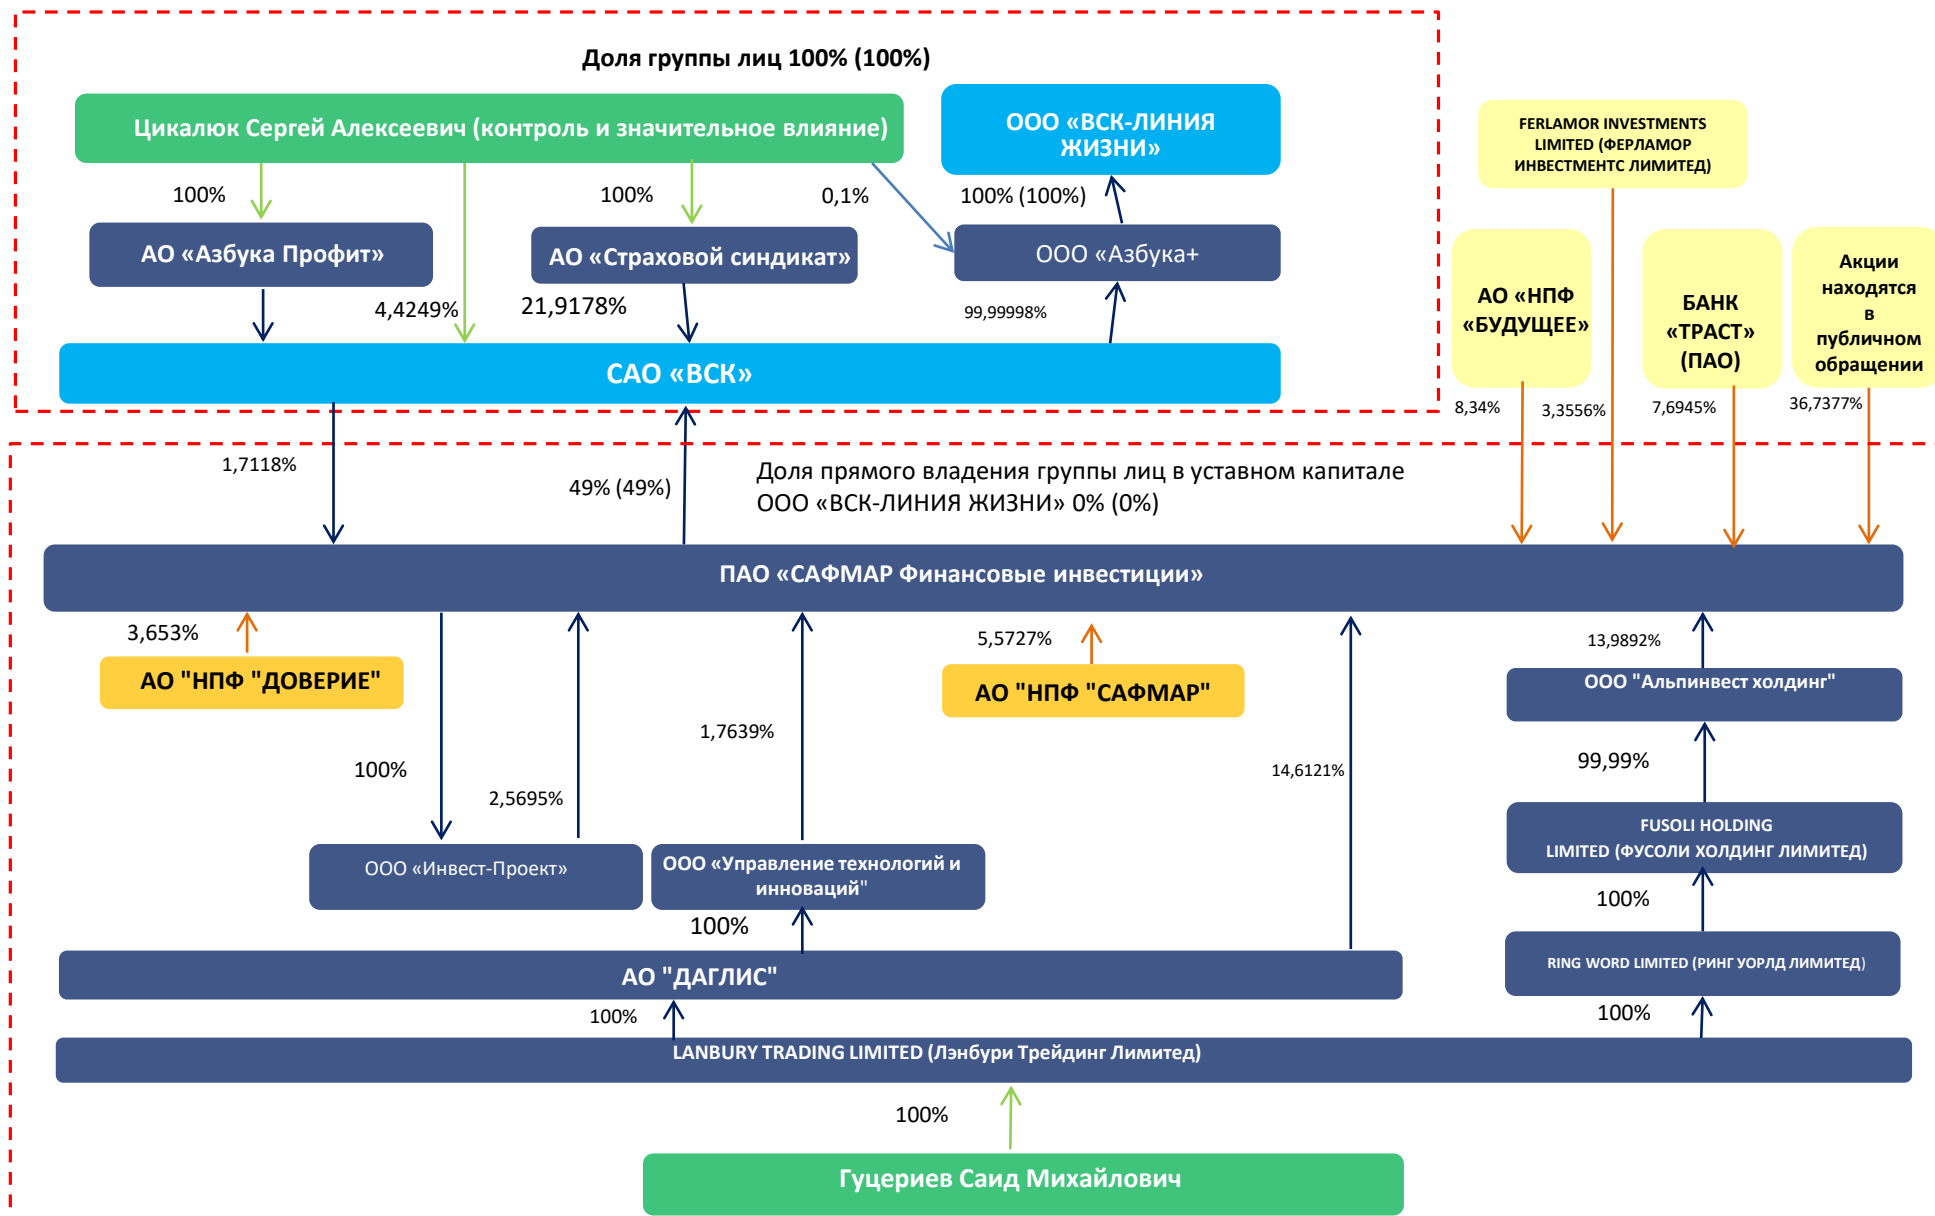 Доля группы лиц 100% (100%)
Цикалюк Сергей Алексеевич (контроль и значительное влияние)
ООО «ВСК-ЛИНИЯ
ЖИЗНИ»
FERLAMOR INVESTMENTS
LIMITED (ФЕРЛАМОР
ИНВЕСТМЕНТС ЛИМИТЕД)
100%
100%
0,1%
100% (100%)
АО «Азбука Профит»
АО «Страховой синдикат»
ООО «Азбука+
АО «НПФ
«БУДУЩЕЕ»
БАНК
«ТРАСТ»
(ПАО)
Акции
находятся
в
публичном
обращении
4,4249%
21,9178%
99,99998%
САО «ВСК»
8,34%
3,3556%
7,6945%
36,7377%
1,7118%
49% (49%)
Доля прямого владения группы лиц в уставном капитале
ООО «ВСК-ЛИНИЯ ЖИЗНИ» 0% (0%)
ПАО «САФМАР Финансовые инвестиции»
3,653%
5,5727%
13,9892%
АО "НПФ "ДОВЕРИЕ"
АО "НПФ "САФМАР"
ООО "Альпинвест холдинг"
1,7639%
100%
2,5695%
14,6121%
99,99%
ООО «Инвест-Проект»
ООО «Управление технологий и
инноваций"
FUSOLI HOLDING
LIMITED (ФУСОЛИ ХОЛДИНГ ЛИМИТЕД)
100%
100%
АО "ДАГЛИС"
RING WORD LIMITED (РИНГ УОРЛД ЛИМИТЕД)
100%
100%
LANBURY TRADING LIMITED (Лэнбури Трейдинг Лимитед)
100%
Гуцериев Саид Михайлович